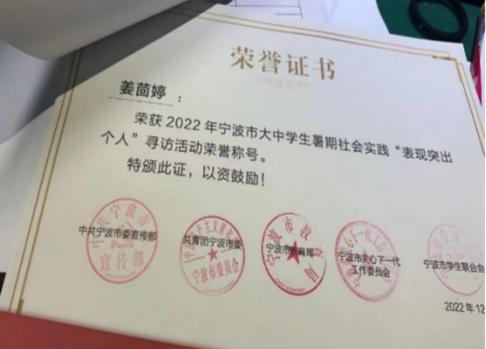 荣誉证书
姜茴婷：
荣获2022年宁波市大中学生暑期社会实践“表现突出
个人”寻访活动荣誉称号。
特颁此证，以资鼓励！
中共宁波市委宣传部
共青团宁波市委
宁波市教育局
宁波市关心下一代
工作委员会
宁波市学生联合会
2022.12